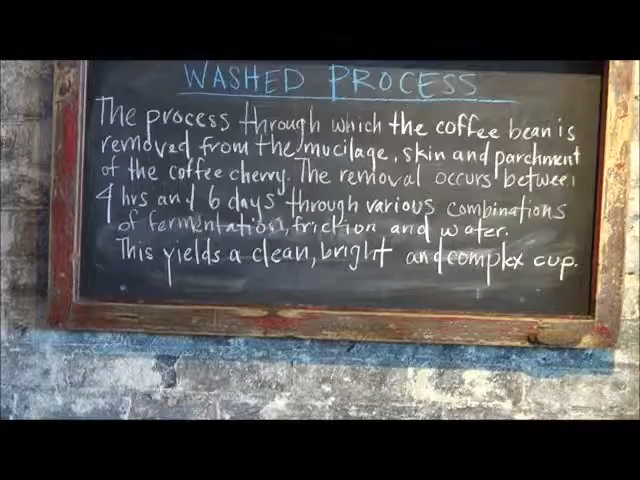 WASHED PROCESS
The process through which the coffee bean is
removed from the mucilage, skin and parchment
of the coffee cherry. The removal occurs between
4 hrs and 6 days through various combinations
of fermentation, friction and water.
This yields a clean, bright and complex cup.